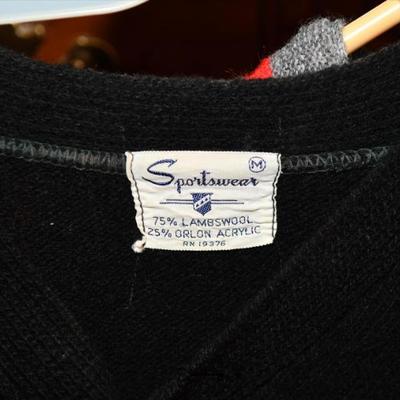 Sportswear M
75% LAMBSWOOL
25% ORLON ACRYLIC
RN 19376